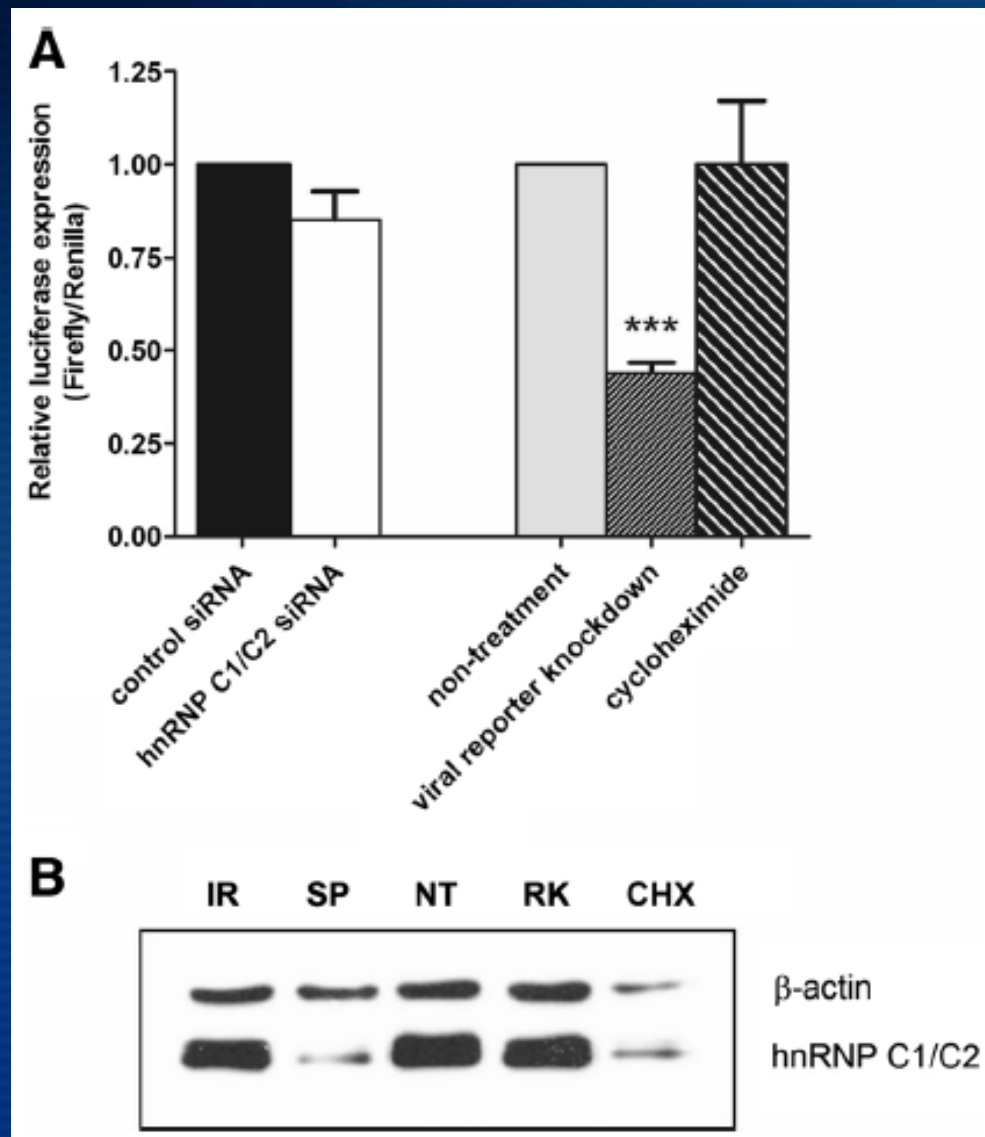 A
Relative luciferase expression
(Firefly/Renilla)
1.25
1.00
0.75
0.50
0.25
0.00
***
control siRNA
hnRNP C1/C2 siRNA
non-treatment
viral reporter knockdown
cycloheximide
B
IR SP NT RK CHX
β-actin
hnRNP C1/C2